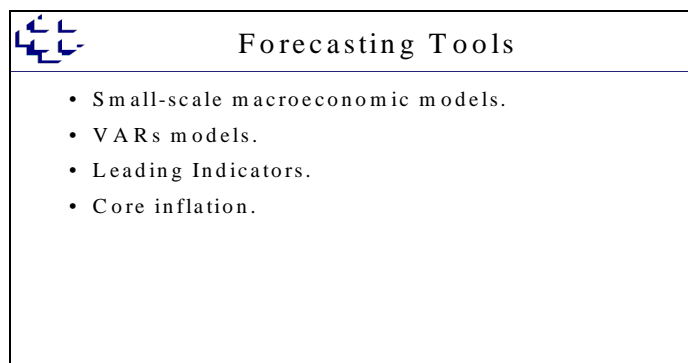 Forecasting Tools
• Small-scale macroeconomic models.
• VARs models.
• Leading Indicators.
• Core inflation.